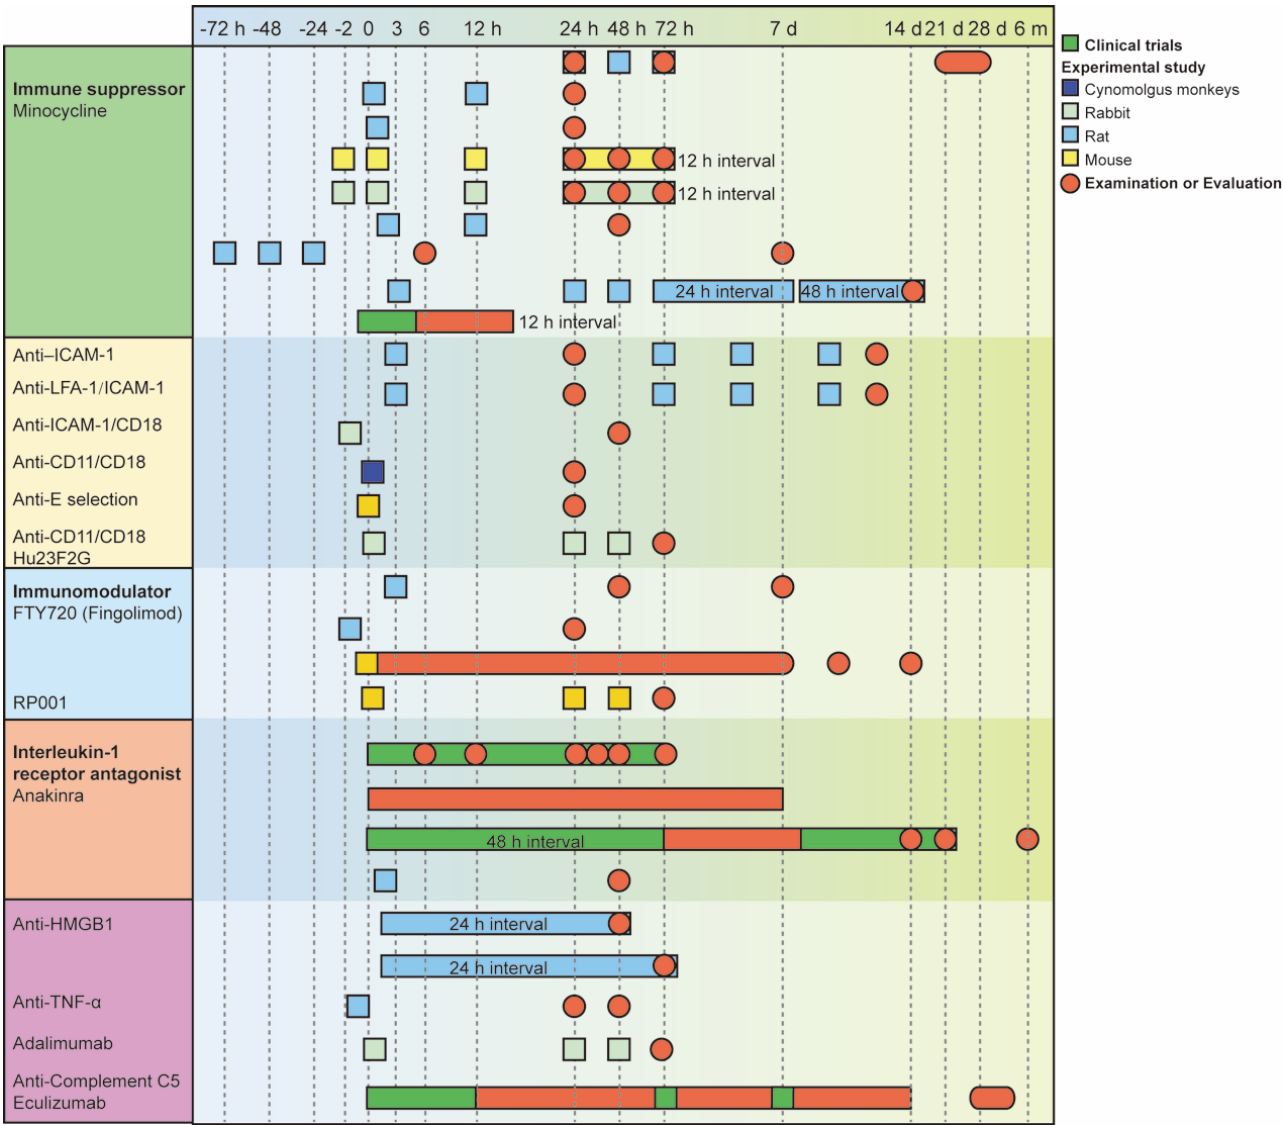 -72 h -48 -24 -2 0 3 6 12 h 24 h 48 h 72 h 7 d 14 d 21 d 28 d 6 m
Clinical trials
Experimental study
Cynomolgus monkeys
Rabbit
Rat
Mouse
Examination or Evaluation
Immune suppressor
Minocycline
12 h interval
12 h interval
24 h interval 48 h interval
12 h interval
Anti–ICAM-1
Anti-LFA-1/ICAM-1
Anti-ICAM-1/CD18
Anti-CD11/CD18
Anti-E selection
Anti-CD11/CD18
Hu23F2G
Immunomodulator
FTY720 (Fingolimod)
RP001
Interleukin-1
receptor antagonist
Anakinra
48 h interval
Anti-HMGB1
24 h interval
24 h interval
Anti-TNF-α
Adalimumab
Anti-Complement C5
Eculizumab